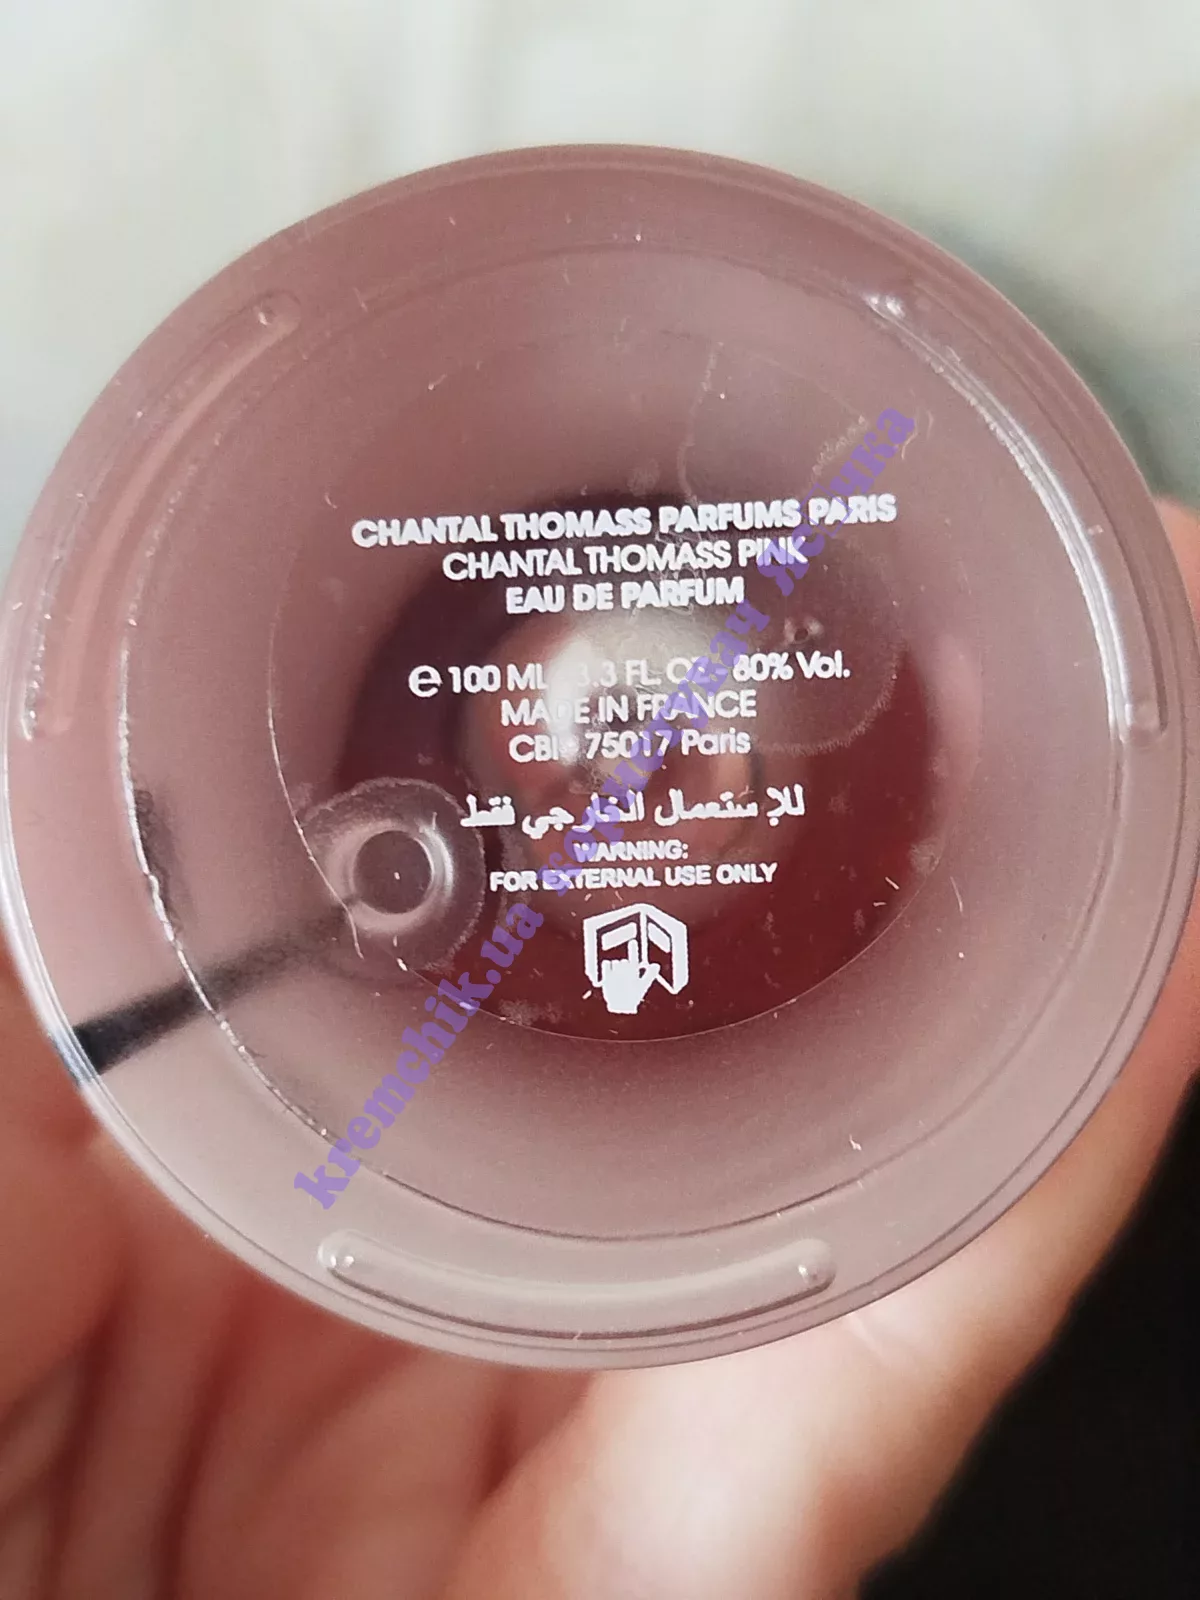 CHANTAL THOMASS PARFUMS PARIS
CHANTAL THOMASS PINK
EAU DE PARFUM
℮ 100 ML 3.3 FL. OZ. 80% Vol.
MADE IN FRANCE
CBI - 75017 Paris
للإستعمال الخارجي فقط
WARNING:
FOR EXTERNAL USE ONLY
kremchik.ua користувач